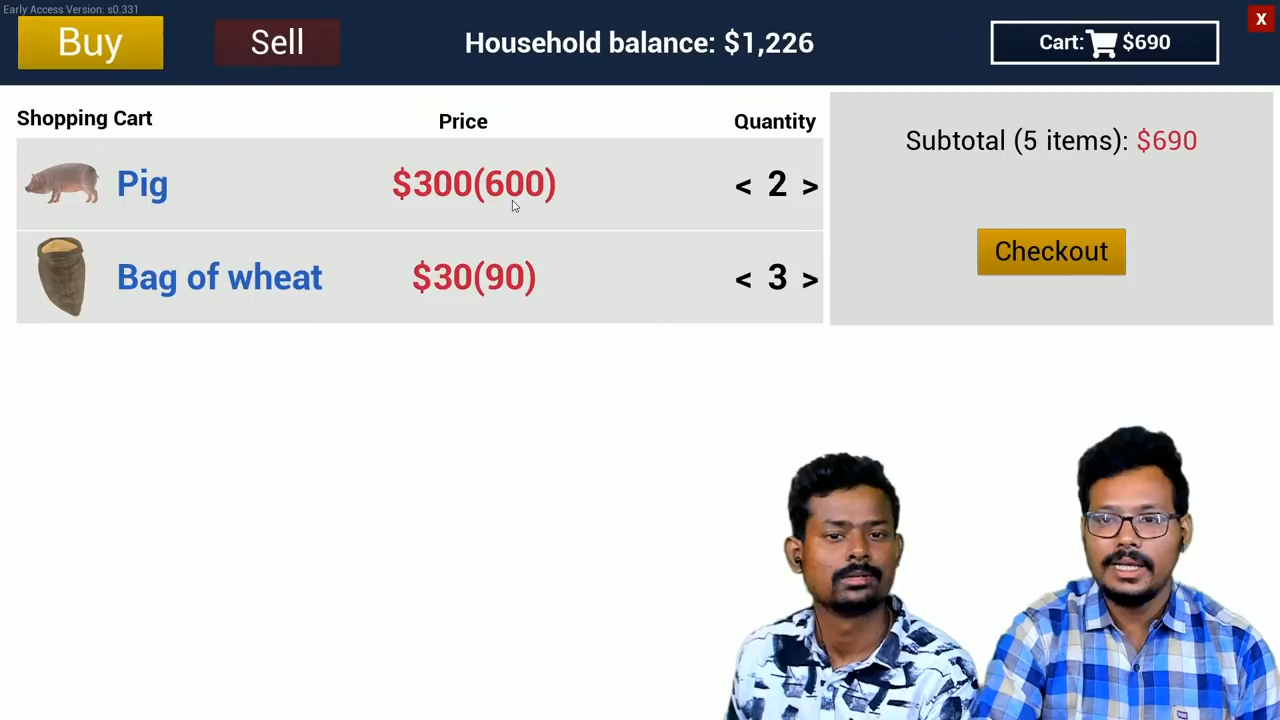 Early Access Version: s0.331
Buy
Sell
Household balance: $1,226
Cart: $690
X
Shopping Cart
Price
Quantity
Pig
$300(600)
< 2 >
Bag of wheat
$30(90)
< 3 >
Subtotal (5 items): $690
Checkout